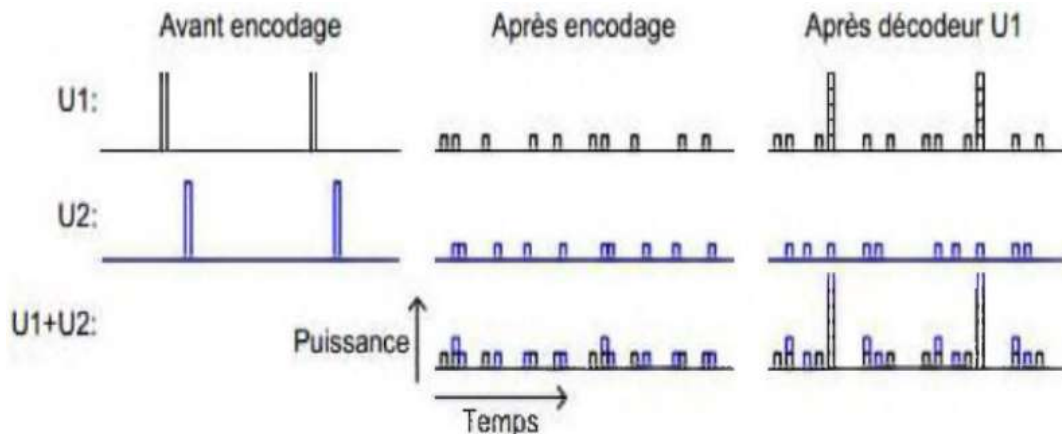 Avant encodage
Après encodage
Après décodeur U1
U1:
U2:
U1+U2:
Puissance
Temps